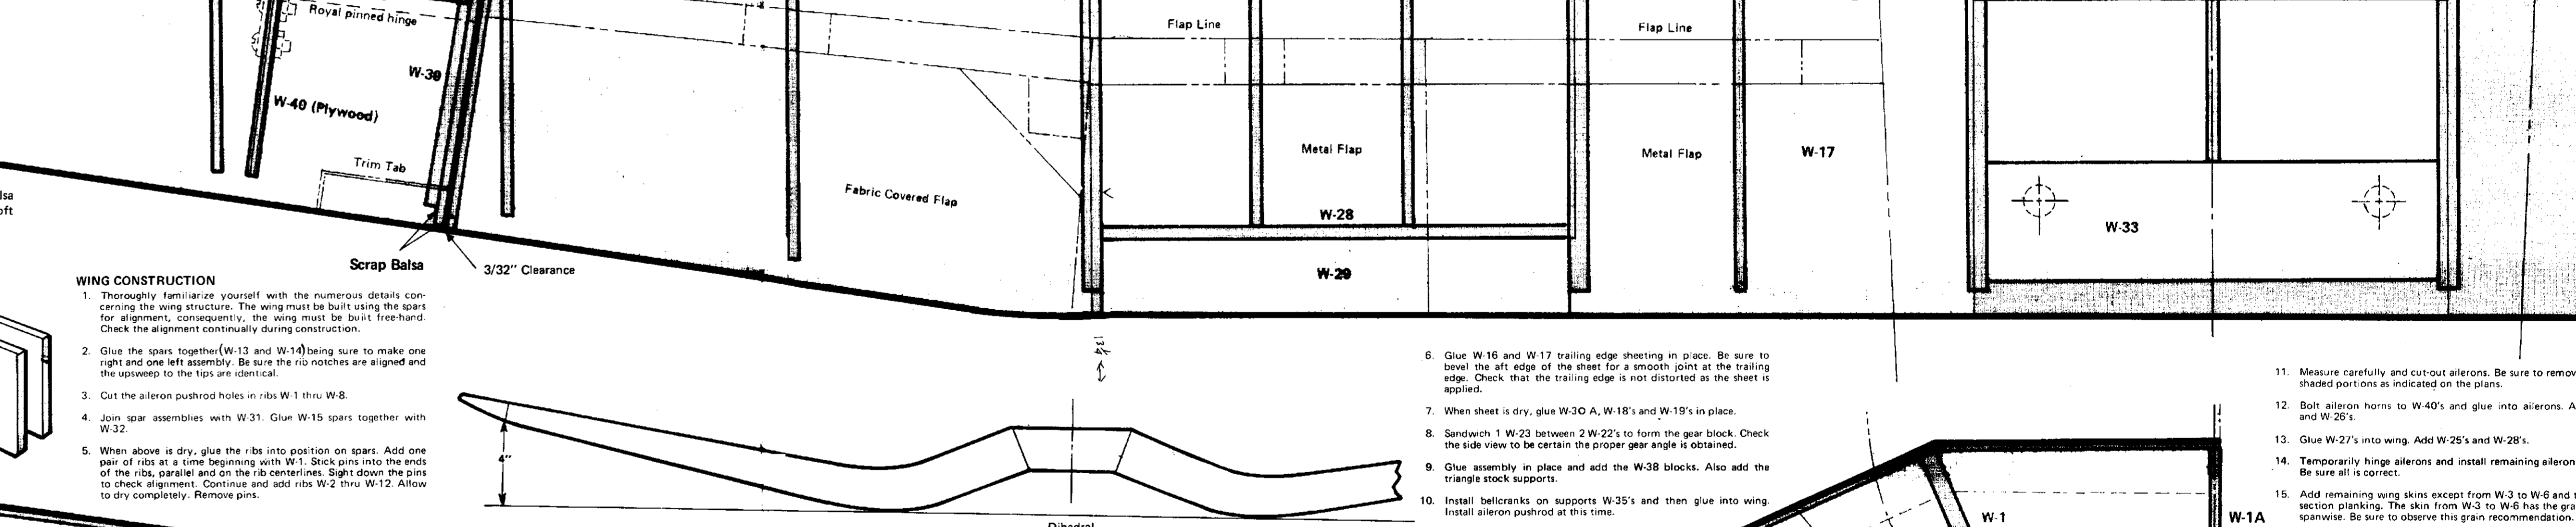 Royal pinned hinge
W-39
W-40 (Plywood)
Trim Tab
Scrap Balsa
3/32" Clearance
Fabric Covered Flap
Flap Line
Metal Flap
W-28
W-29
Flap Line
Metal Flap
W-17
W-33
WING CONSTRUCTION
1. Thoroughly familiarize yourself with the numerous details con-
cerning the wing structure. The wing must be built using the spars
for alignment, consequently, the wing must be built free-hand.
Check the alignment continually during construction.
2. Glue the spars together(W-13 and W-14)being sure to make one
right and one left assembly. Be sure the rib notches are aligned and
the upsweep to the tips are identical.
3. Cut the aileron pushrod holes in ribs W-1 thru W-8.
4. Join spar assemblies with W-31. Glue W-15 spars together with
W-32.
5. When above is dry, glue the ribs into position on spars. Add one
pair of ribs at a time beginning with W-1. Stick pins into the ends
of the ribs, parallel and on the rib centerlines. Sight down the pins
to check alignment. Continue and add ribs W-2 thru W-12. Allow
to dry completely. Remove pins.
4"
6. Glue W-16 and W-17 trailing edge sheeting in place. Be sure to
bevel the aft edge of the sheet for a smooth joint at the trailing
edge. Check that the trailing edge is not distorted as the sheet is
applied.
7. When sheet is dry, glue W-30 A, W-18's and W-19's in place.
8. Sandwich 1 W-23 between 2 W-22's to form the gear block. Check
the side view to be certain the proper gear angle is obtained.
9. Glue assembly in place and add the W-38 blocks. Also add the
triangle stock supports.
10. Install bellcranks on supports W-35's and then glue into wing.
Install aileron pushrod at this time.
W-1
W-1A
11. Measure carefully and cut-out ailerons. Be sure to remov
shaded portions as indicated on the plans.
12. Bolt aileron horns to W-40's and glue into ailerons. A
and W-26's.
13. Glue W-27's into wing. Add W-25's and W-28's.
14. Temporarily hinge ailerons and install remaining aileron
Be sure all is correct.
15. Add remaining wing skins except from W-3 to W-6 and
section planking. The skin from W-3 to W-6 has the gra
spanwise. Be sure to observe this grain recommendation.